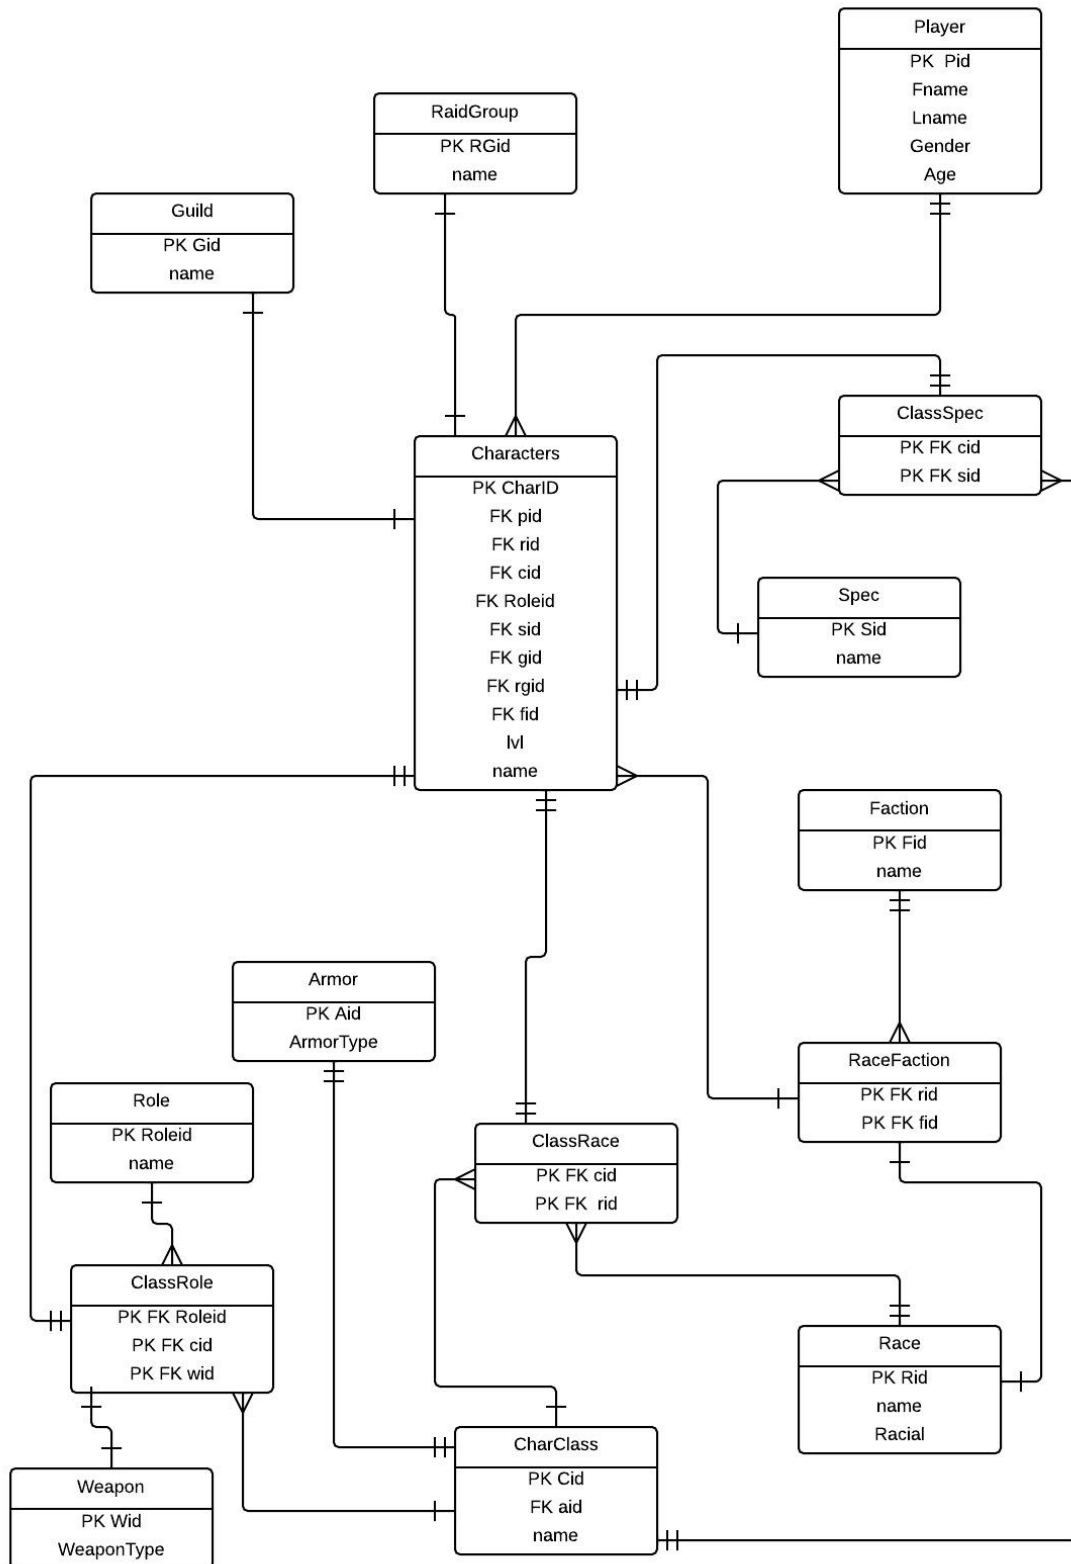 Player
PK  Pid
Fname
Lname
Gender
Age
RaidGroup
PK RGid
name
Guild
PK Gid
name
ClassSpec
PK FK cid
PK FK sid
Characters
PK CharID
FK pid
FK rid
FK cid
FK Roleid
FK sid
FK gid
FK rgid
FK fid
lvl
name
Spec
PK Sid
name
Faction
PK Fid
name
Armor
PK Aid
ArmorType
RaceFaction
PK FK rid
PK FK fid
Role
PK Roleid
name
ClassRace
PK FK cid
PK FK  rid
ClassRole
PK FK Roleid
PK FK cid
PK FK wid
Race
PK Rid
name
Racial
CharClass
PK Cid
FK aid
name
Weapon
PK Wid
WeaponType